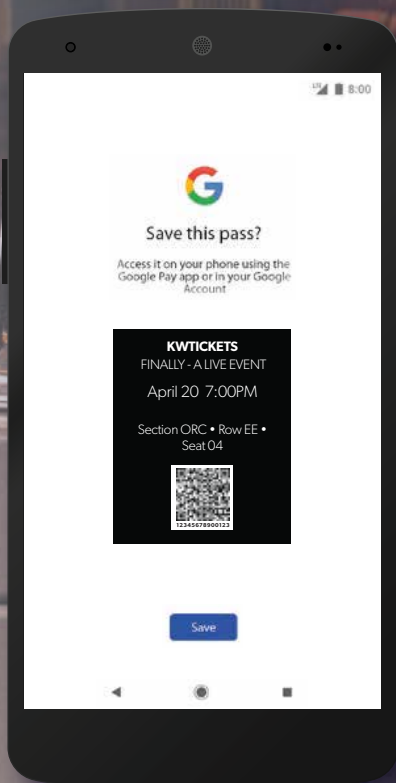 LTE 8:00
G
Save this pass?
Access it on your phone using the
Google Pay app or in your Google
Account
KWTICKETS
FINALLY - A LIVE EVENT
April 20 7:00PM
Section ORC • Row EE •
Seat 04
12345678900123
Save